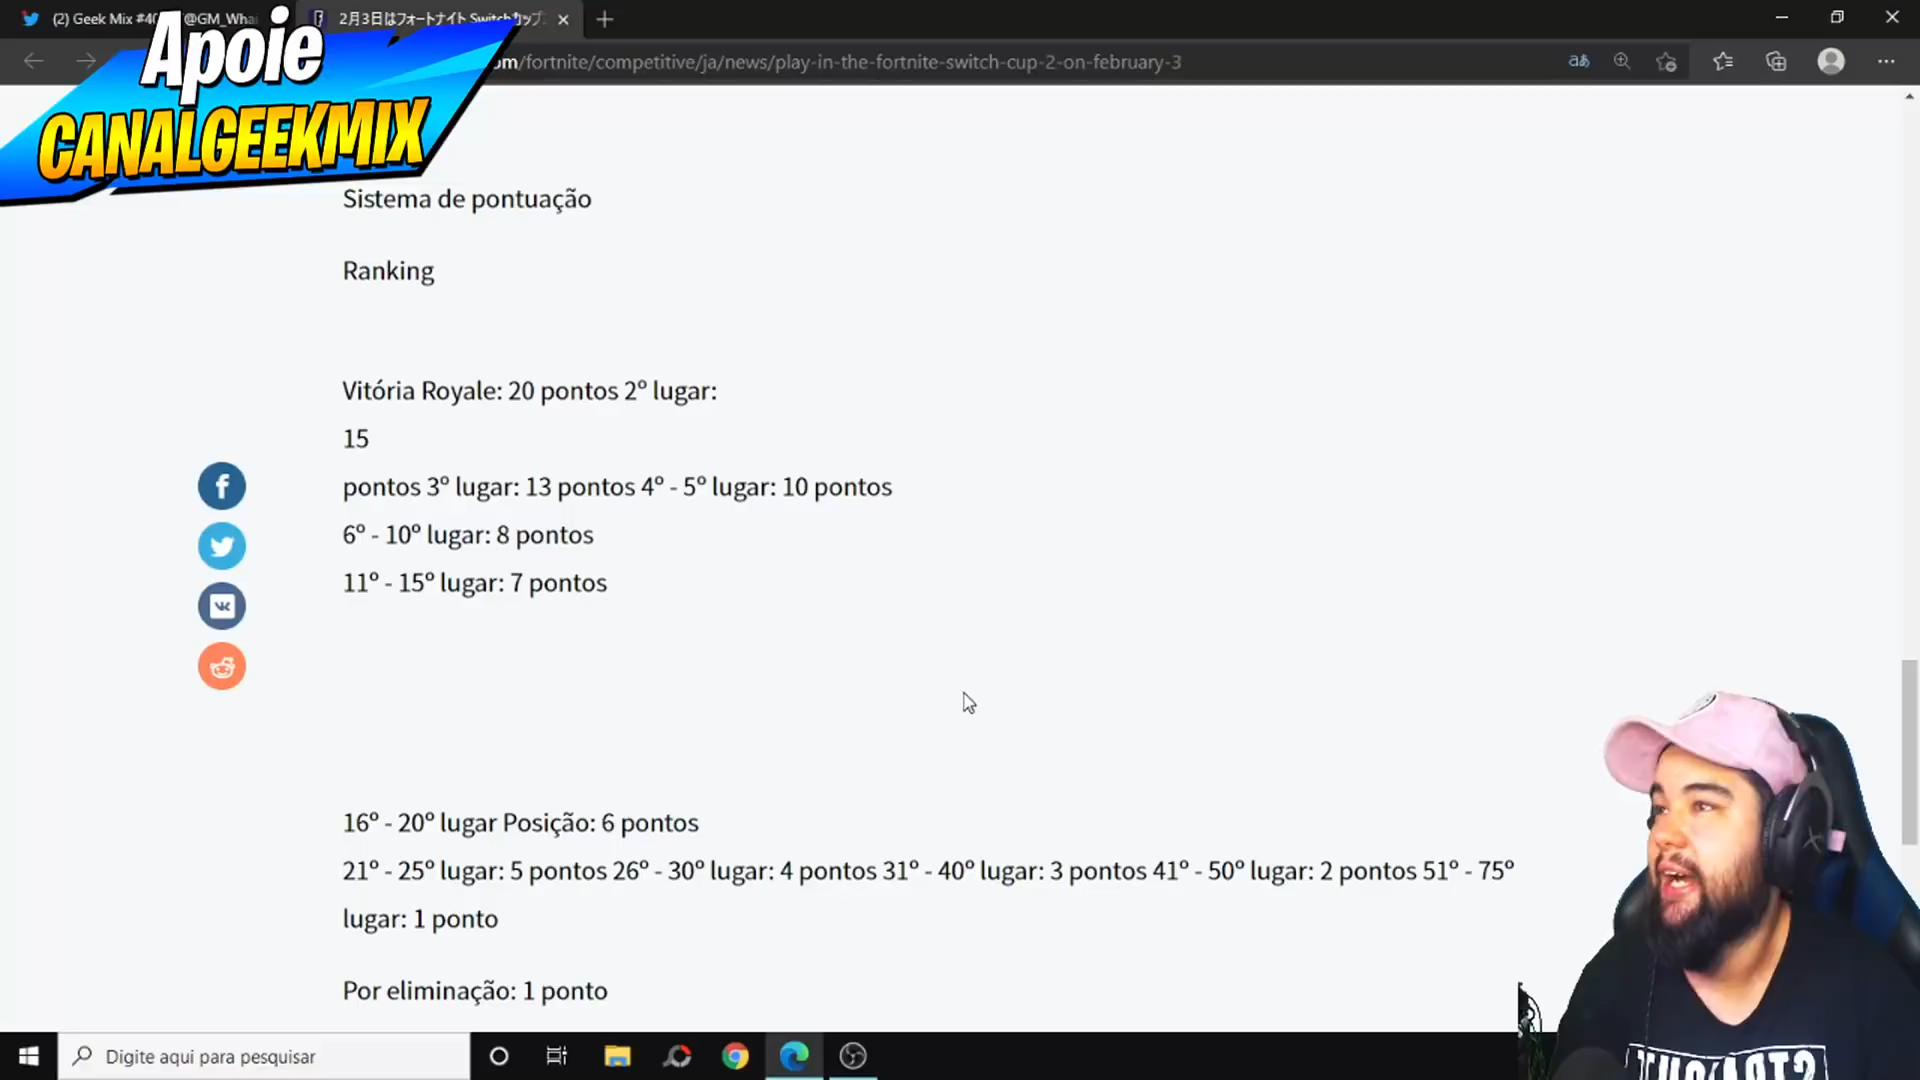 (2) Geek Mix #40
@GM_Wha
2月3日はフォートナイト Switchカップ
Apoie
CANALGEEKMIX
om/fortnite/competitive/ja/news/play-in-the-fortnite-switch-cup-2-on-february-3
Sistema de pontuação
Ranking
Vitória Royale: 20 pontos 2º lugar:
15
pontos 3º lugar: 13 pontos 4º - 5º lugar: 10 pontos
6º - 10º lugar: 8 pontos
11º - 15º lugar: 7 pontos
16º - 20º lugar Posição: 6 pontos
21º - 25º lugar: 5 pontos 26º - 30º lugar: 4 pontos 31º - 40º lugar: 3 pontos 41º - 50º lugar: 2 pontos 51º - 75º
lugar: 1 ponto
Por eliminação: 1 ponto
Digite aqui para pesquisar